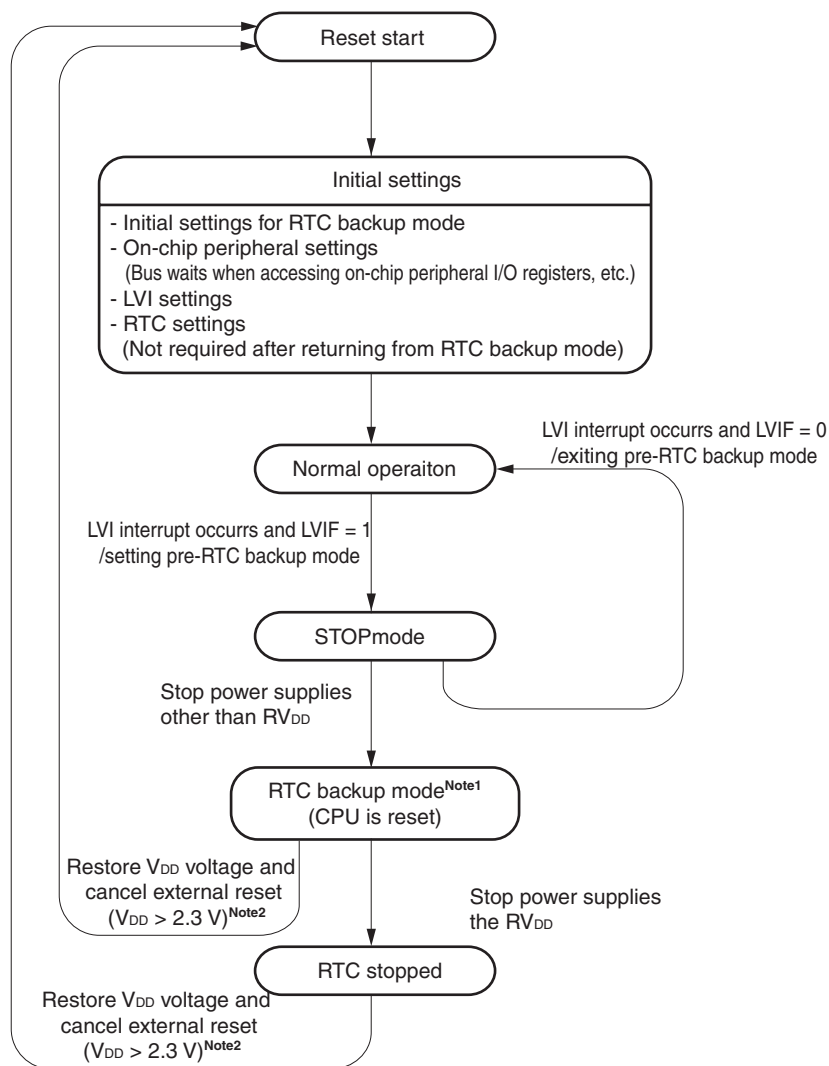 Reset start
Initial settings
- Initial settings for RTC backup mode
- On-chip peripheral settings
(Bus waits when accessing on-chip peripheral I/O registers, etc.)
- LVI settings
- RTC settings
(Not required after returning from RTC backup mode)
LVI interrupt occurrs and LVIF = 0
/exiting pre-RTC backup mode
Normal operaiton
LVI interrupt occurrs and LVIF = 1
/setting pre-RTC backup mode
STOPmode
Stop power supplies
other than RVDD
RTC backup modeNote1
(CPU is reset)
Restore VDD voltage and
cancel external reset
(VDD > 2.3 V)Note2
Stop power supplies
the RVDD
RTC stopped
Restore VDD voltage and
cancel external reset
(VDD > 2.3 V)Note2